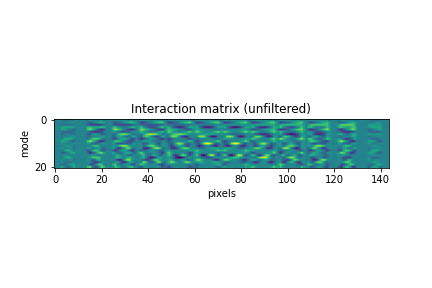 Interaction matrix (unfiltered)
mode
0
20
0 20 40 60 80 100 120 140
pixels